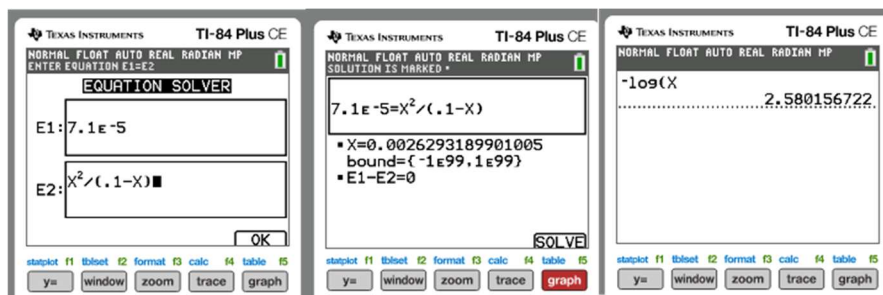 TEXAS INSTRUMENTS TI-84 Plus CE
NORMAL FLOAT AUTO REAL RADIAN MP
ENTER EQUATION E1=E2
EQUATION SOLVER
E1: 7.1ᴇ-5
E2: X²/(.1-X)
OK
statplot f1 tblset f2 format f3 calc f4 table f5
y= window zoom trace graph
TEXAS INSTRUMENTS TI-84 Plus CE
NORMAL FLOAT AUTO REAL RADIAN MP
SOLUTION IS MARKED ▪
7.1ᴇ-5=X²/(.1-X)
▪X=0.0026293189901005
bound={-1ᴇ99,1ᴇ99}
▪E1-E2=0
SOLVE
statplot f1 tblset f2 format f3 calc f4 table f5
y= window zoom trace graph
TEXAS INSTRUMENTS TI-84 Plus CE
NORMAL FLOAT AUTO REAL RADIAN MP
-log(X
2.580156722
statplot f1 tblset f2 format f3 calc f4 table f5
y= window zoom trace graph